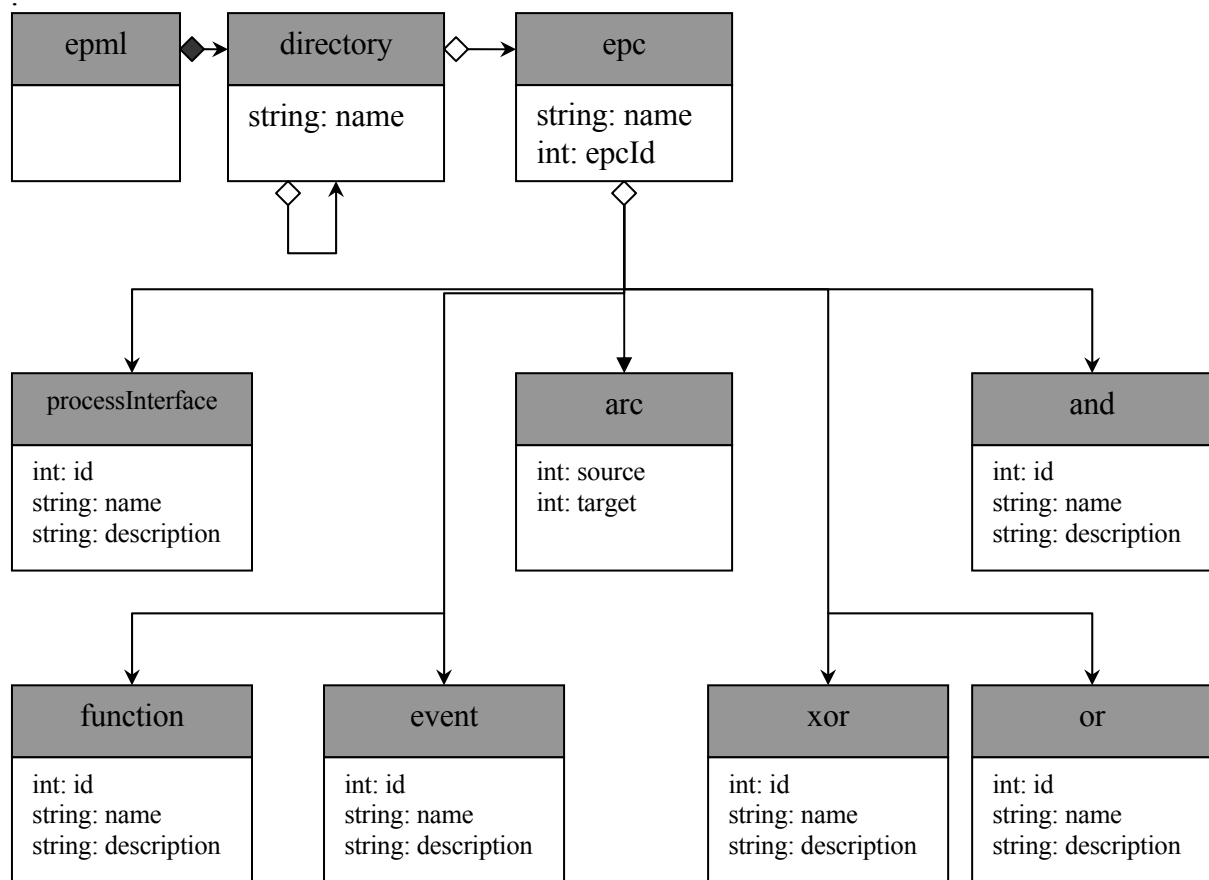 epml
directory
epc
string: name
string: name
int: epcId
processInterface
arc
and
int: id
string: name
string: description
int: source
int: target
int: id
string: name
string: description
function
event
xor
or
int: id
string: name
string: description
int: id
string: name
string: description
int: id
string: name
string: description
int: id
string: name
string: description